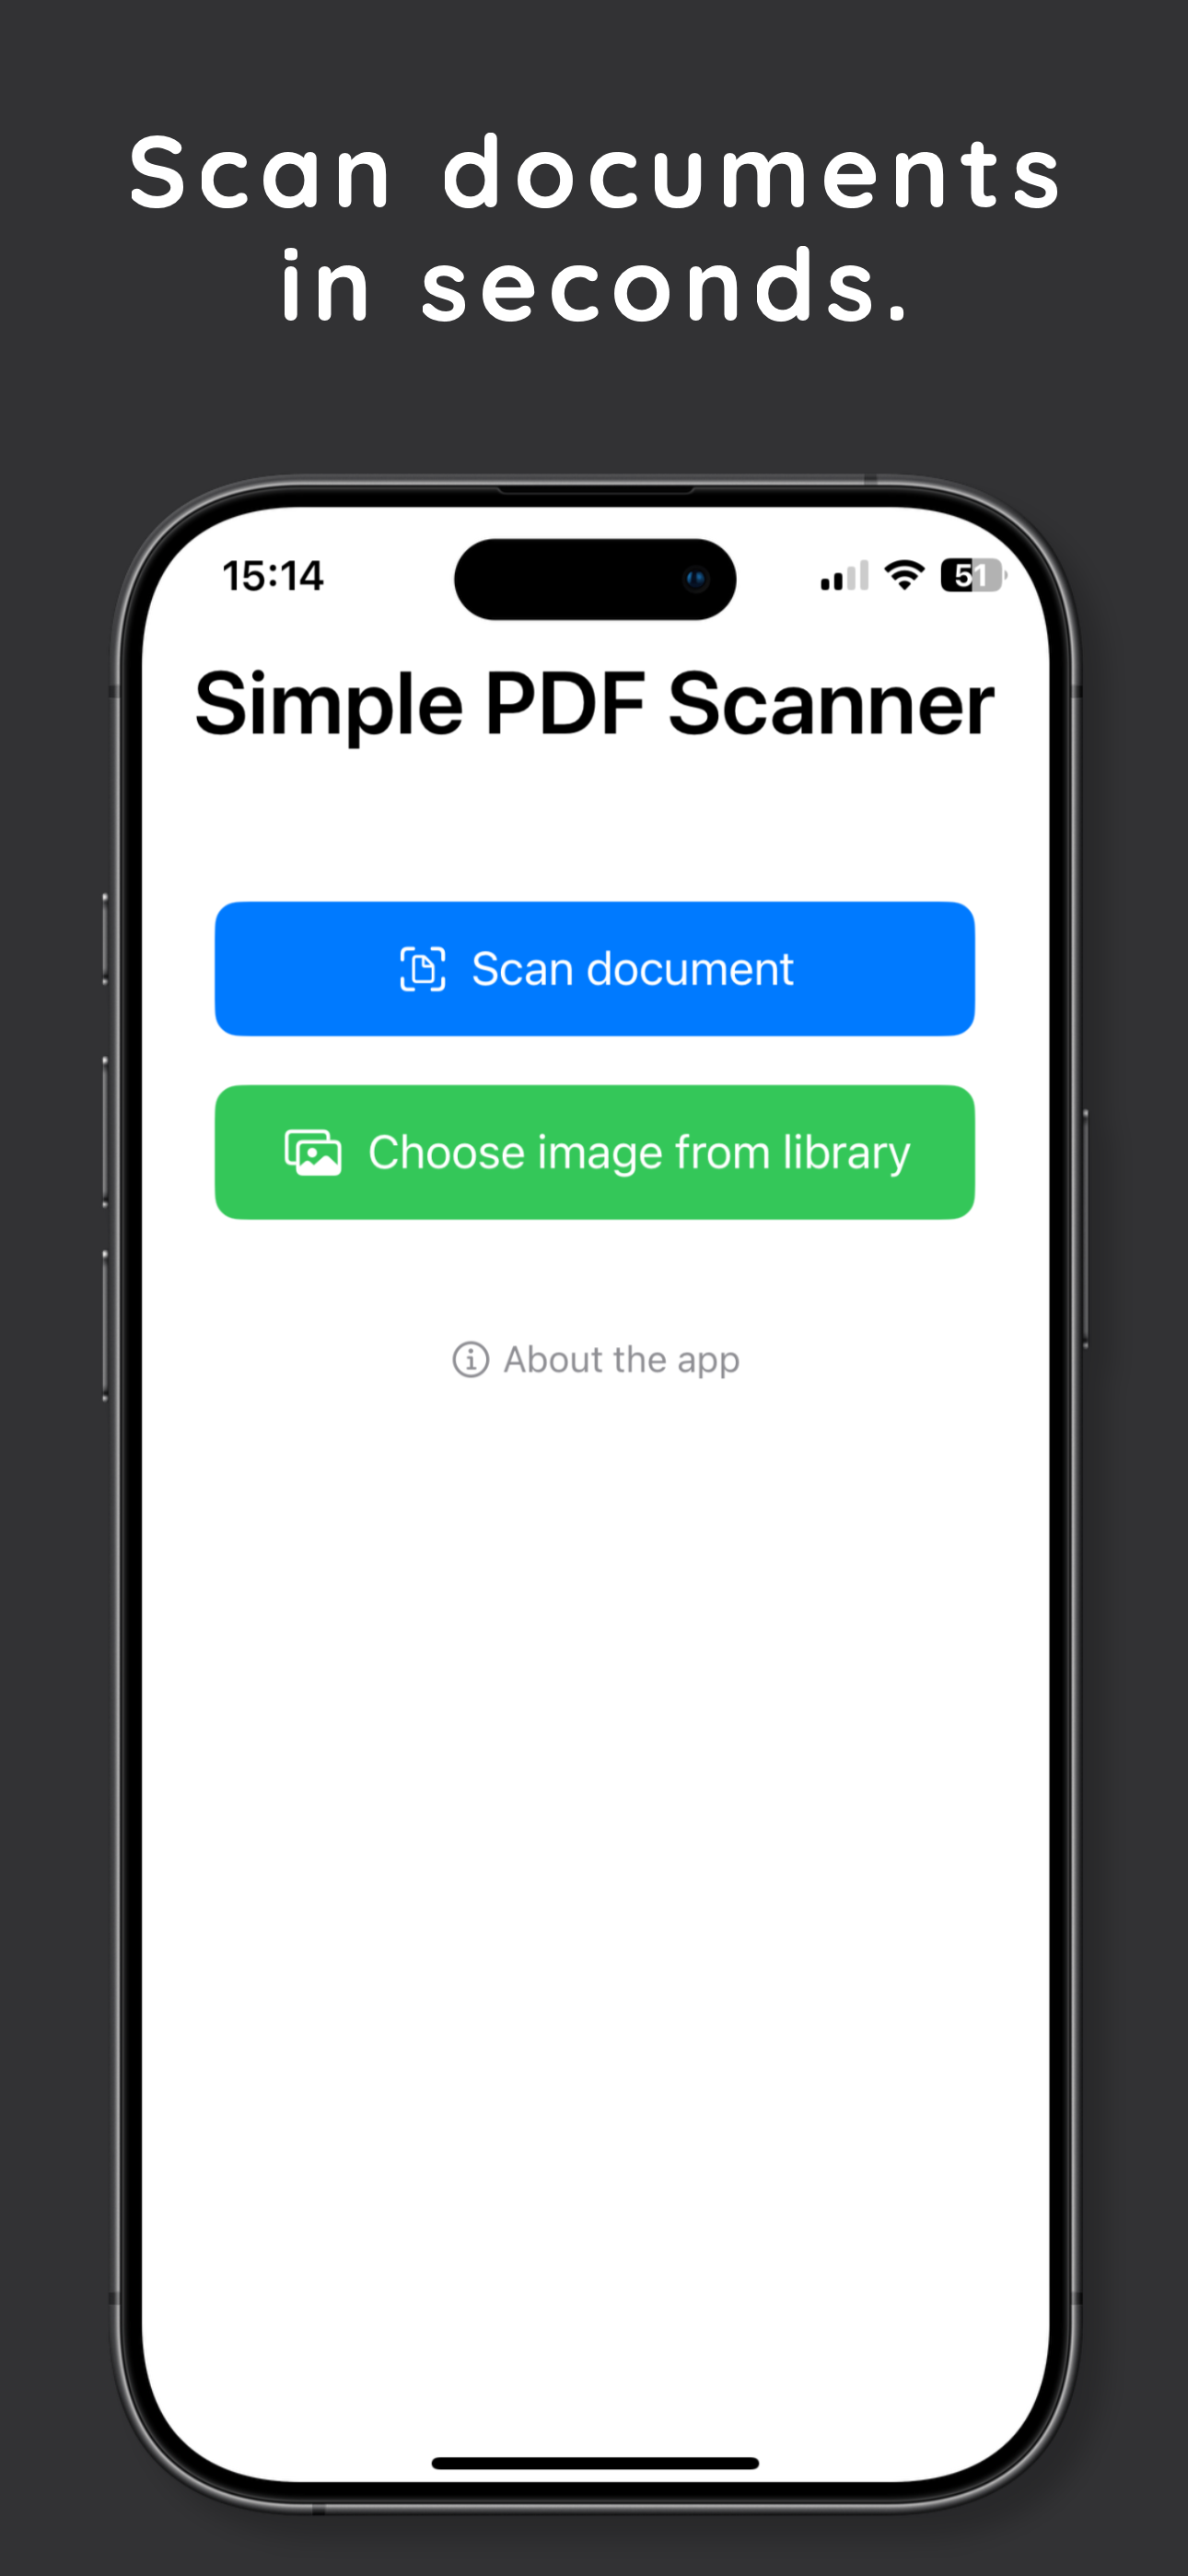 Scan documents
in seconds.
15:14
51
Simple PDF Scanner
Scan document
Choose image from library
About the app